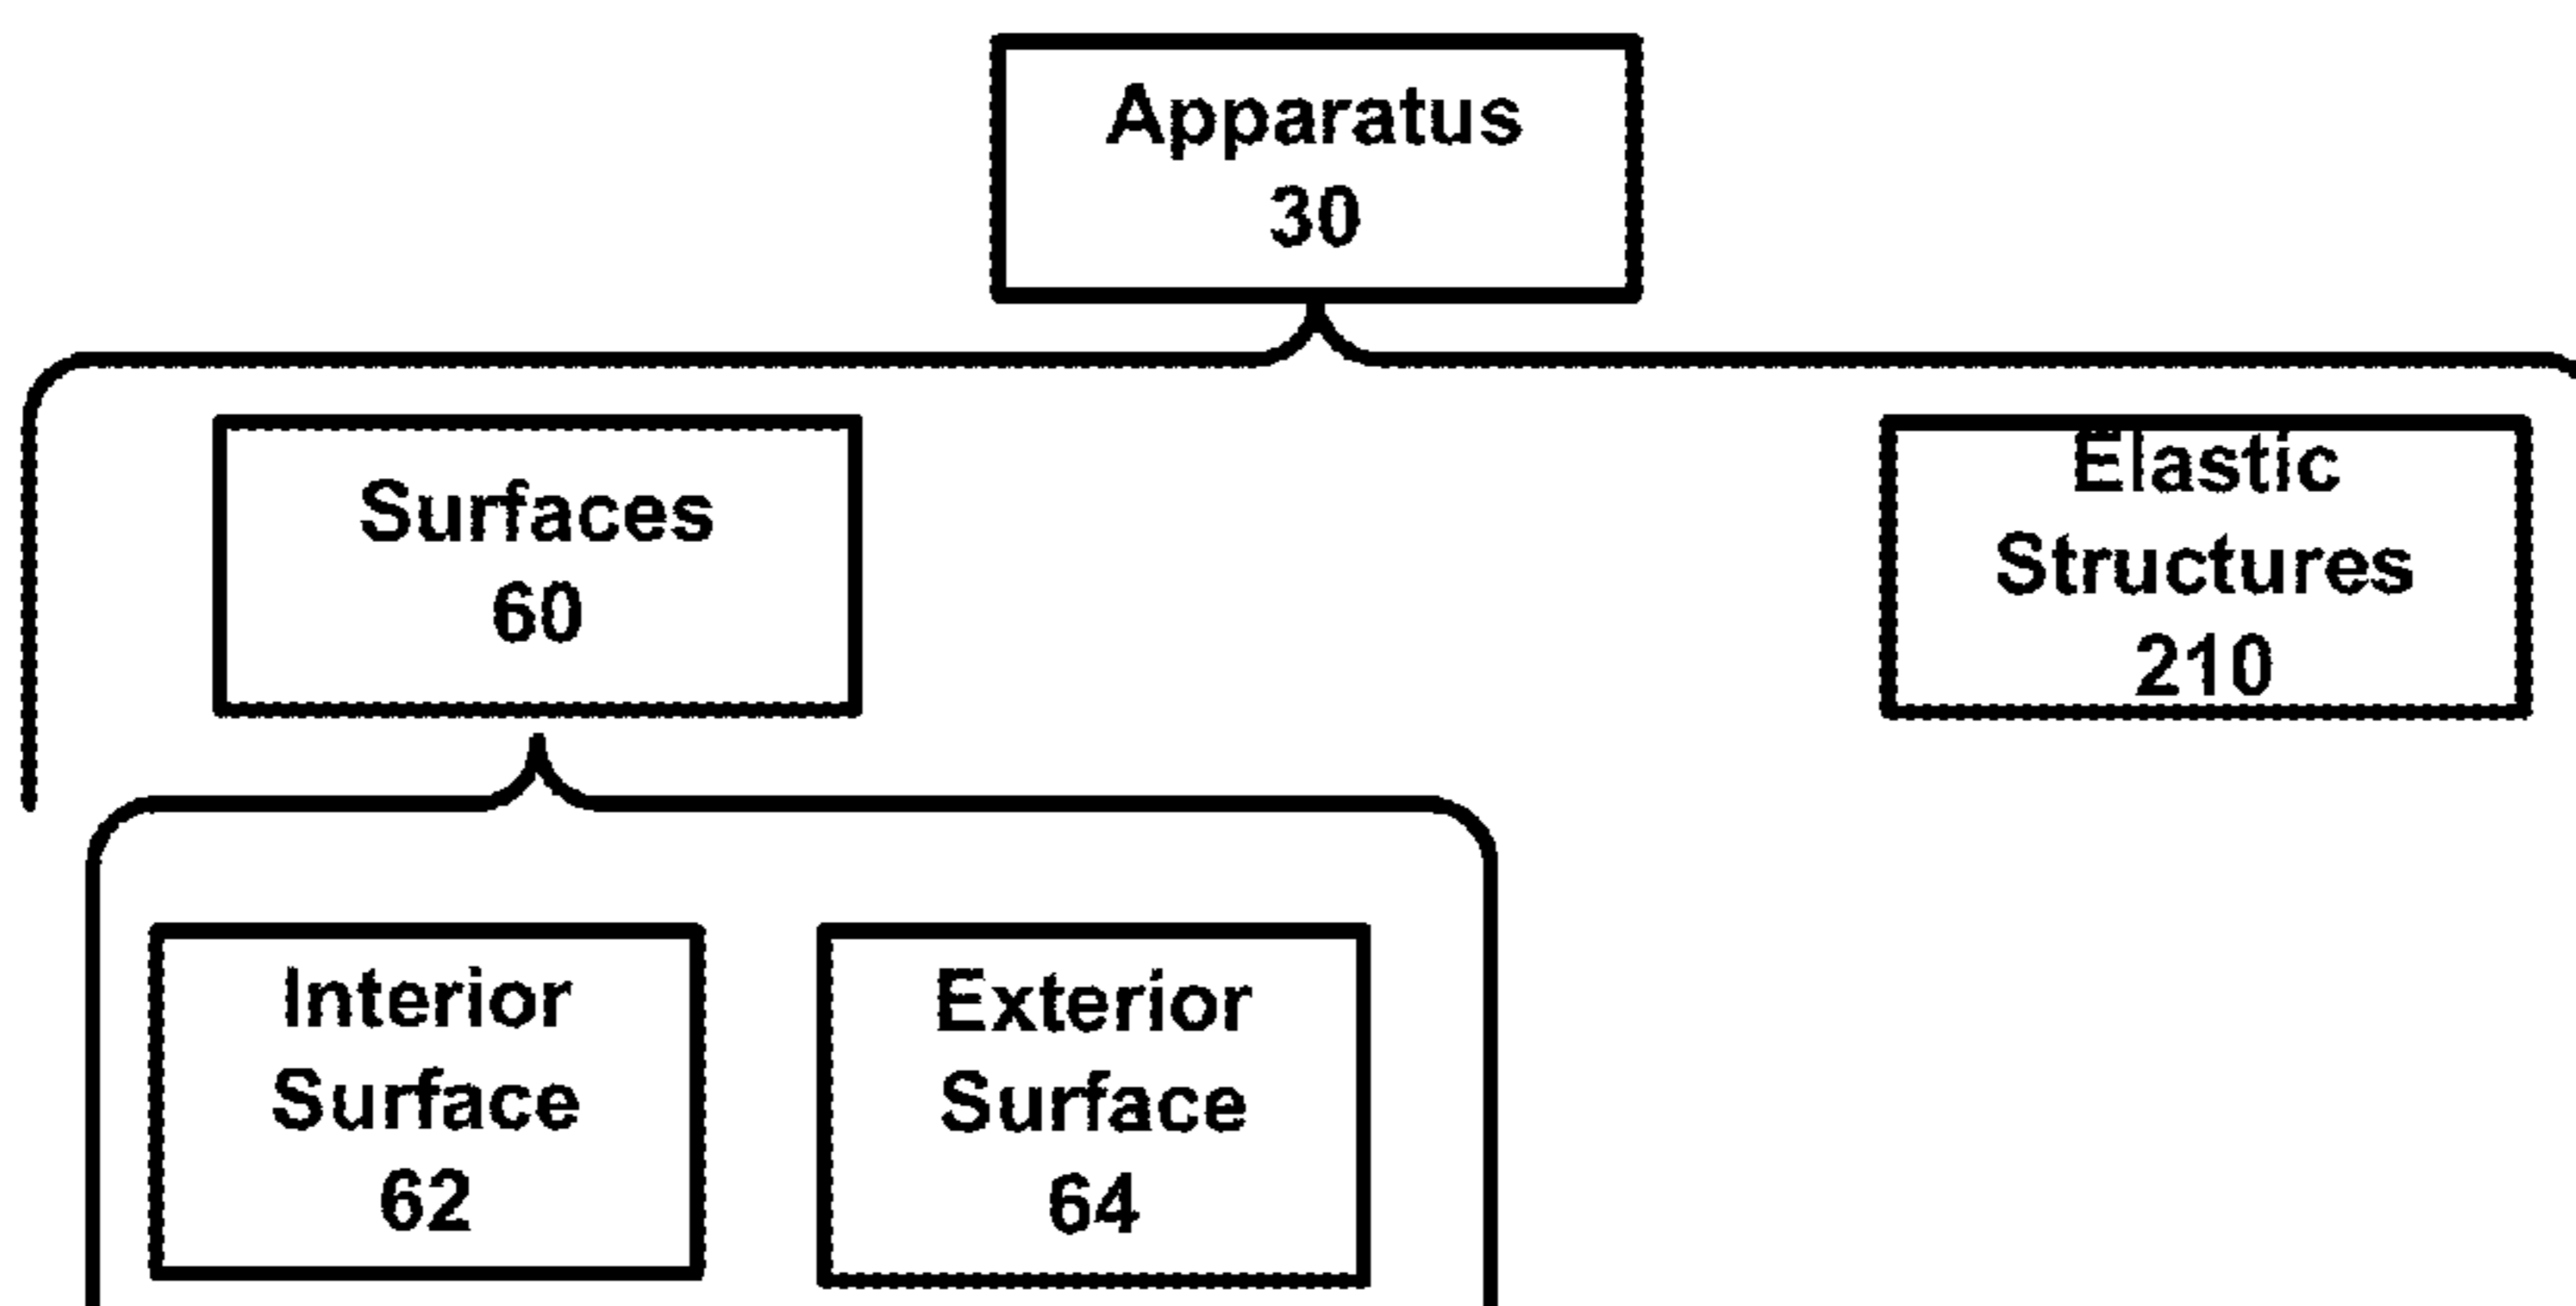 Apparatus
30
Surfaces
60
Elastic
Structures
210
Interior
Surface
62
Exterior
Surface
64